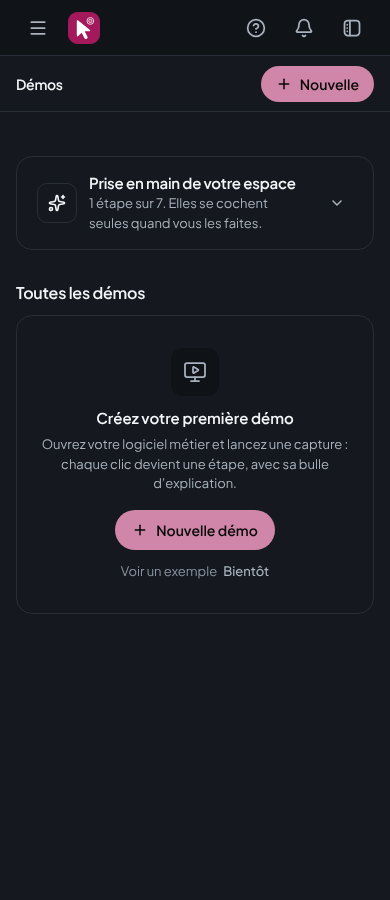 Démos
Nouvelle
Prise en main de votre espace
1 étape sur 7. Elles se cochent
seules quand vous les faites.
Toutes les démos
Créez votre première démo
Ouvrez votre logiciel métier et lancez une capture :
chaque clic devient une étape, avec sa bulle
d'explication.
Nouvelle démo
Voir un exemple Bientôt